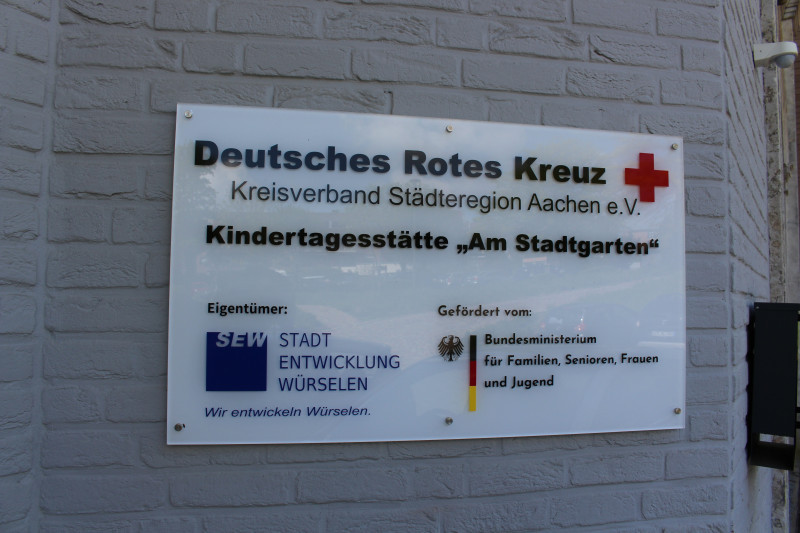 Deutsches Rotes Kreuz
Kreisverband Städteregion Aachen e.V.
Kindertagesstätte „Am Stadtgarten“
Eigentümer:
SEW
STADT
ENTWICKLUNG
WÜRSELEN
Wir entwickeln Würselen.
Gefördert vom:
Bundesministerium
für Familien, Senioren, Frauen
und Jugend